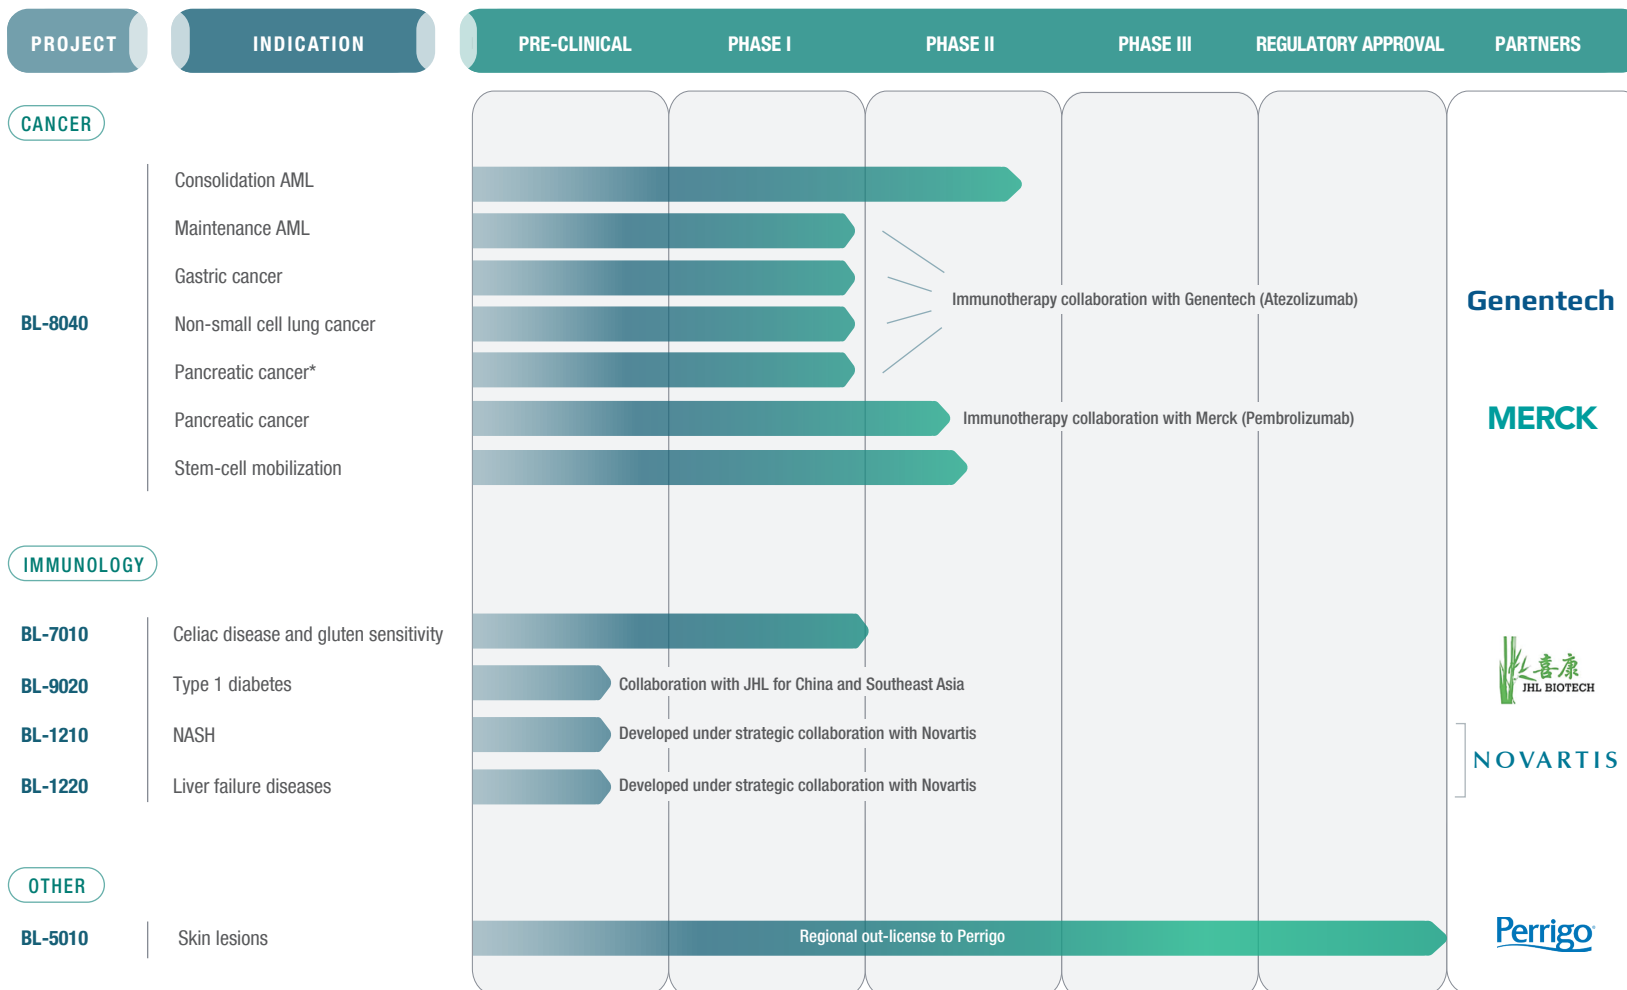 PROJECT
INDICATION
PRE-CLINICAL
PHASE I
PHASE II
PHASE III
REGULATORY APPROVAL
PARTNERS
CANCER
BL-8040
Consolidation AML
Maintenance AML
Gastric cancer
Non-small cell lung cancer
Pancreatic cancer*
Pancreatic cancer
Stem-cell mobilization
Immunotherapy collaboration with Genentech (Atezolizumab)
Genentech
Immunotherapy collaboration with Merck (Pembrolizumab)
MERCK
IMMUNOLOGY
BL-7010
Celiac disease and gluten sensitivity
BL-9020
Type 1 diabetes
Collaboration with JHL for China and Southeast Asia
喜康
JHL BIOTECH
BL-1210
NASH
Developed under strategic collaboration with Novartis
NOVARTIS
BL-1220
Liver failure diseases
Developed under strategic collaboration with Novartis
OTHER
BL-5010
Skin lesions
Regional out-license to Perrigo
Perrigo